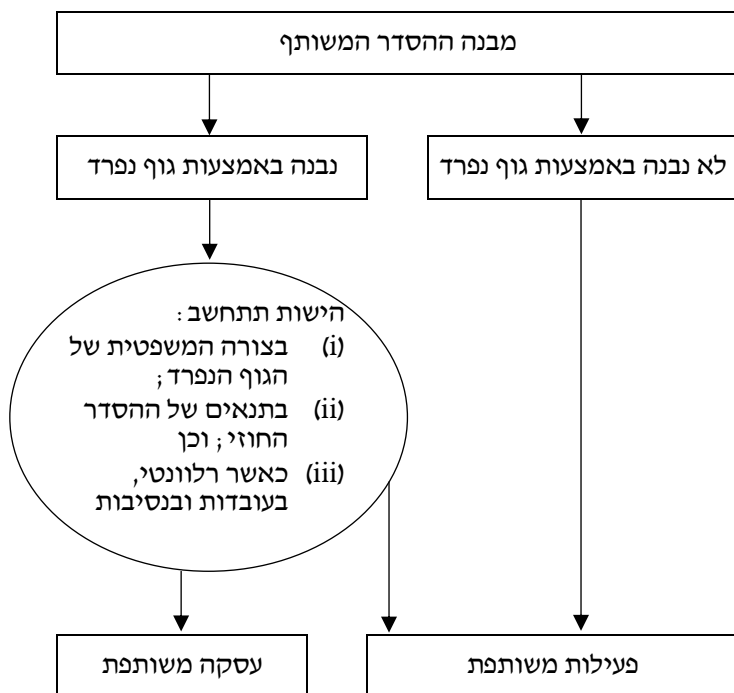 מבנה ההסדר המשותף
לא נבנה באמצעות גוף נפרד
נבנה באמצעות גוף נפרד
הישות תתחשב:
(i) בצורה המשפטית של
הגוף הנפרד;
(ii) בתנאים של ההסדר
החוזי; וכן
(iii) כאשר רלוונטי,
בעובדות ובנסיבות
פעילות משותפת
עסקה משותפת